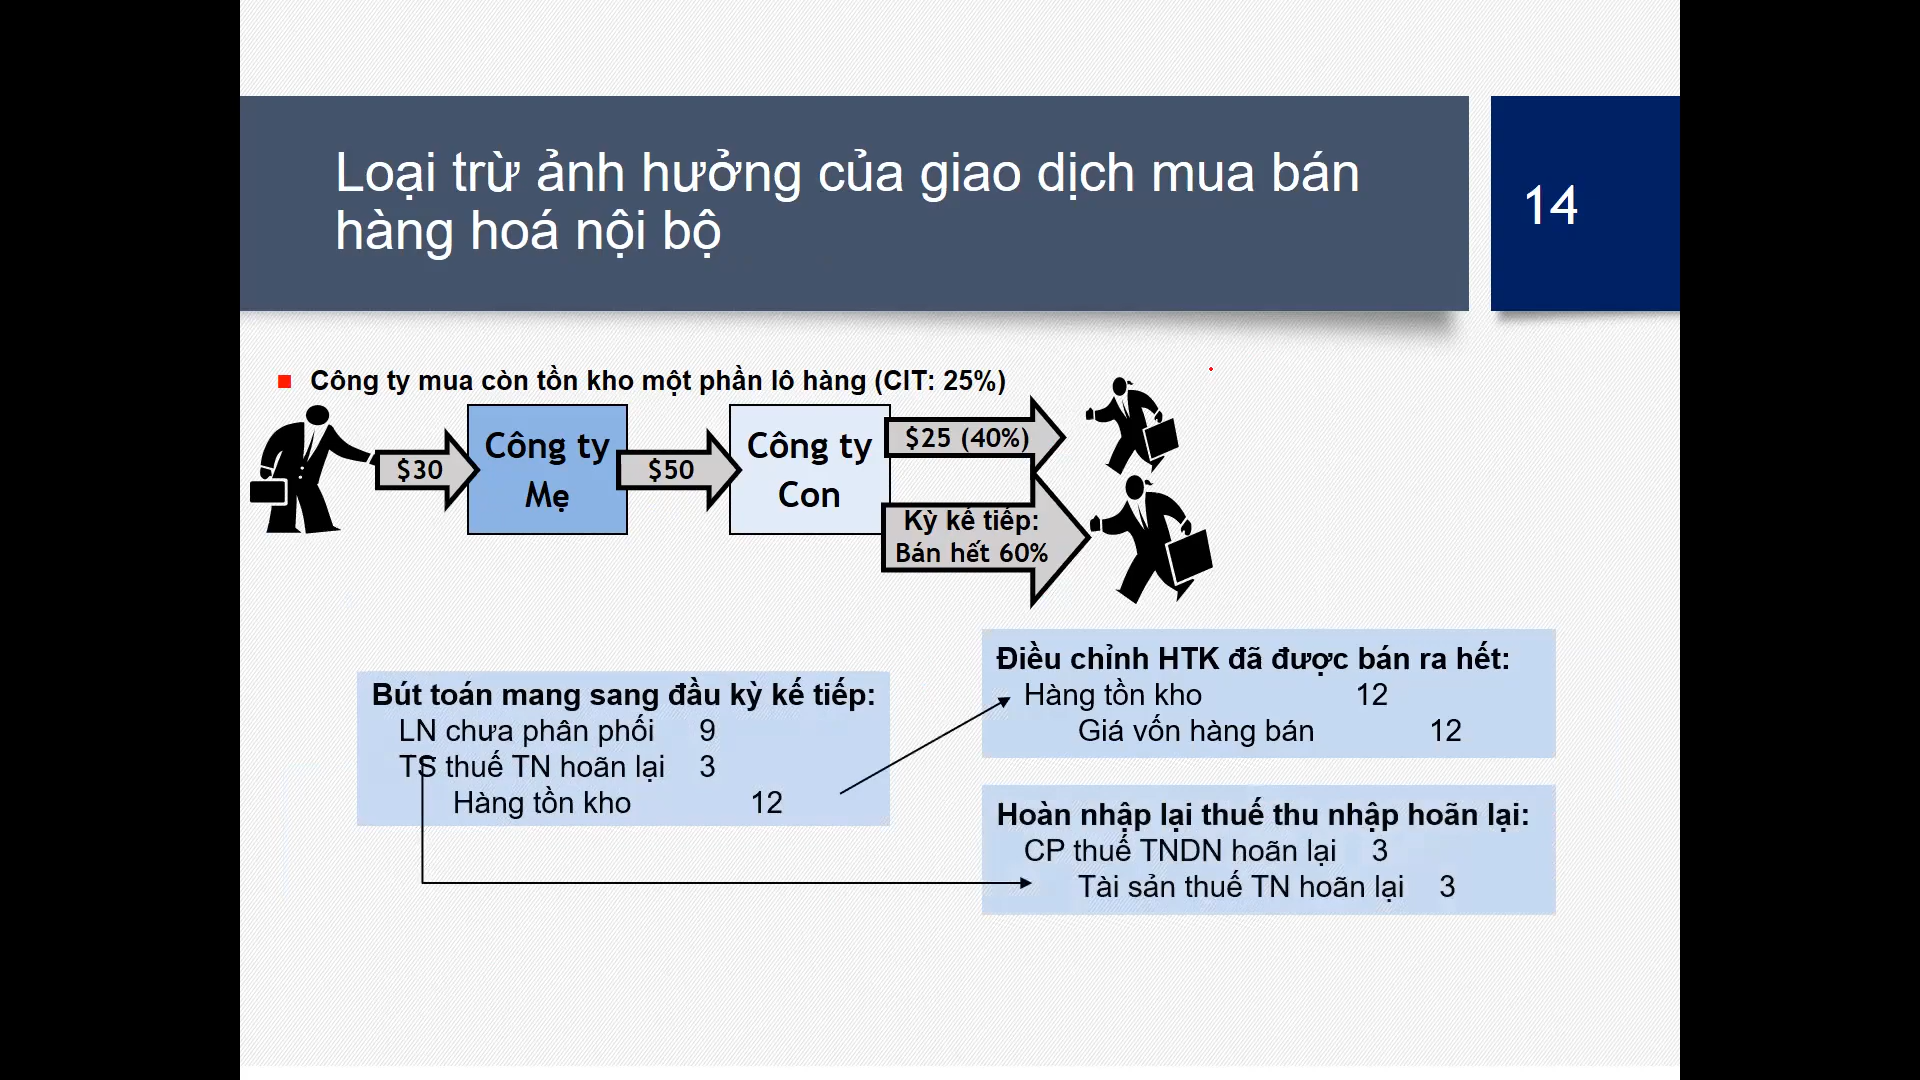 Loại trừ ảnh hưởng của giao dịch mua bán
hàng hoá nội bộ
14
Công ty mua còn tồn kho một phần lô hàng (CIT: 25%)
$30
Công ty
Mẹ
$50
Công ty
Con
$25 (40%)
Kỳ kế tiếp:
Bán hết 60%
Bút toán mang sang đầu kỳ kế tiếp:
LN chưa phân phối 9
TS thuế TN hoãn lại 3
Hàng tồn kho 12
Điều chỉnh HTK đã được bán ra hết:
Hàng tồn kho 12
Giá vốn hàng bán 12
Hoàn nhập lại thuế thu nhập hoãn lại:
CP thuế TNDN hoãn lại 3
Tài sản thuế TN hoãn lại 3